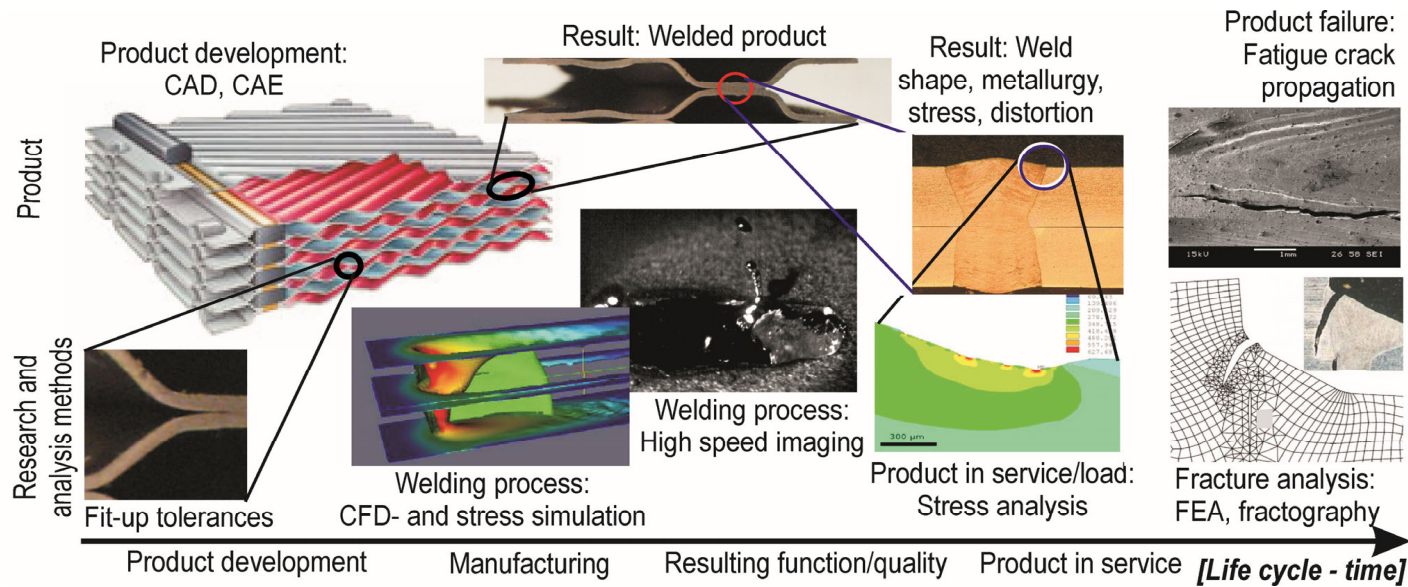 Product development:
CAD, CAE
Result: Welded product
Result: Weld
shape, metallurgy,
stress, distortion
Product failure:
Fatigue crack
propagation
Product
15kV 1mm 26 58 SEI
Research and
analysis methods
Fit-up tolerances
Welding process:
CFD- and stress simulation
Welding process:
High speed imaging
300 µm
Product in service/load:
Stress analysis
Fracture analysis:
FEA, fractography
Product development
Manufacturing
Resulting function/quality
Product in service
[Life cycle - time]